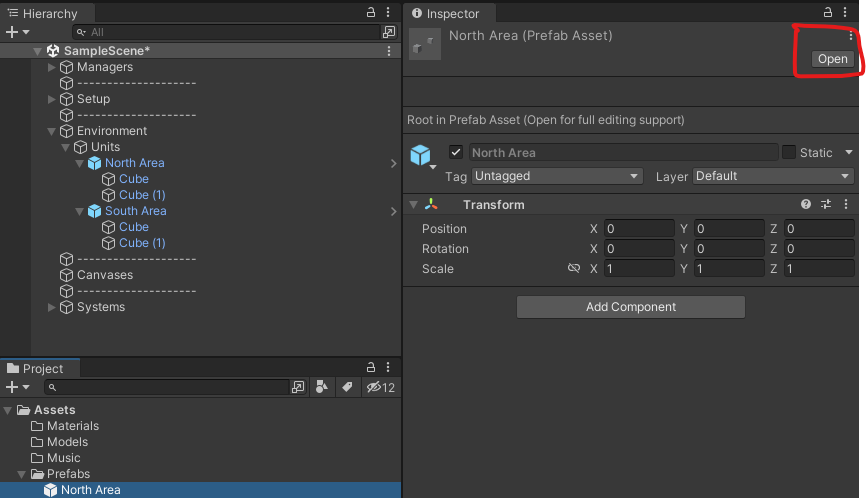 Hierarchy
All
SampleScene*
Managers
--------------------
Setup
--------------------
Environment
Units
North Area
Cube
Cube (1)
South Area
Cube
Cube (1)
--------------------
Canvases
--------------------
Systems
Project
12
Assets
Materials
Models
Music
Prefabs
North Area
Inspector
North Area (Prefab Asset)
Open
Root in Prefab Asset (Open for full editing support)
North Area Static
Tag Untagged Layer Default
Transform
Position X 0 Y 0 Z 0
Rotation X 0 Y 0 Z 0
Scale X 1 Y 1 Z 1
Add Component